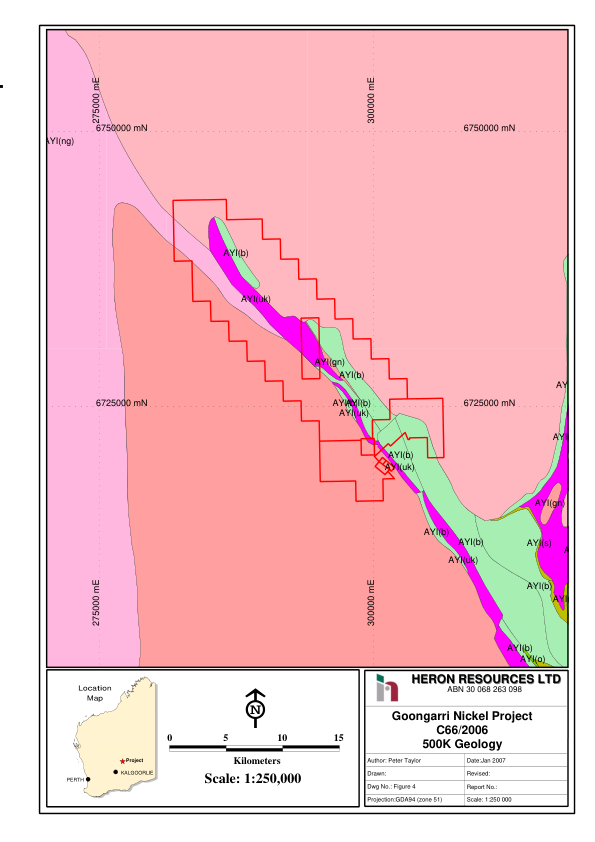 275000 mE
300000 mE
6750000 mN
6750000 mN
AYI(ng)
AYI(b)
AYI(uk)
AYI(gn)
AYI(b)
AYI(b)
AYI(uk)
6725000 mN
6725000 mN
AYI(b)
AYI(uk)
AYI(gn)
AYI(b)
AYI(b)
AYI(s)
AYI(uk)
AYI(b)
275000 mE
300000 mE
AYI(b)
AYI(o)
Location
Map
Project
KALGOORLIE
PERTH
N
0 5 10 15
Kilometers
Scale: 1:250,000
HERON RESOURCES LTD
ABN 30 068 263 098
Goongarri Nickel Project
C66/2006
500K Geology
Author: Peter Taylor
Date:Jan 2007
Drawn:
Revised:
Dwg No.: Figure 4
Report No.:
Projection:GDA94 (zone 51)
Scale: 1:250 000